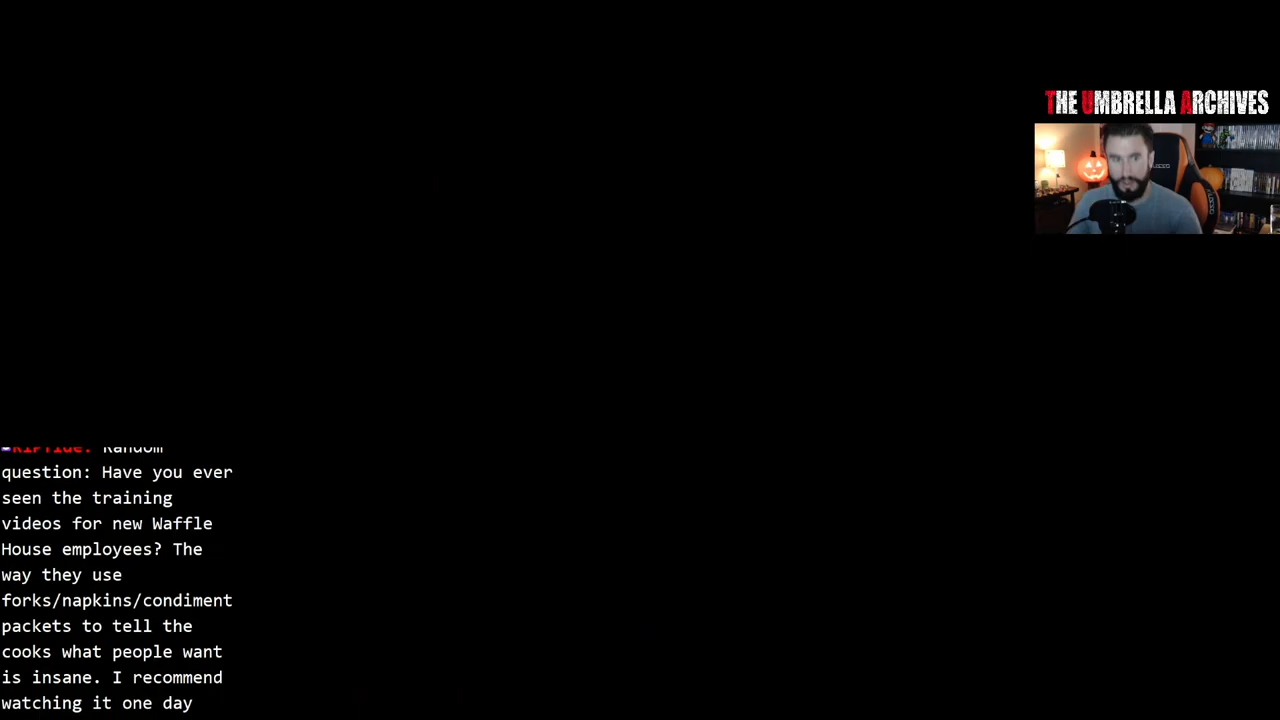 THE UMBRELLA ARCHIVES
RipTide: Random
question: Have you ever
seen the training
videos for new Waffle
House employees? The
way they use
forks/napkins/condiment
packets to tell the
cooks what people want
is insane. I recommend
watching it one day